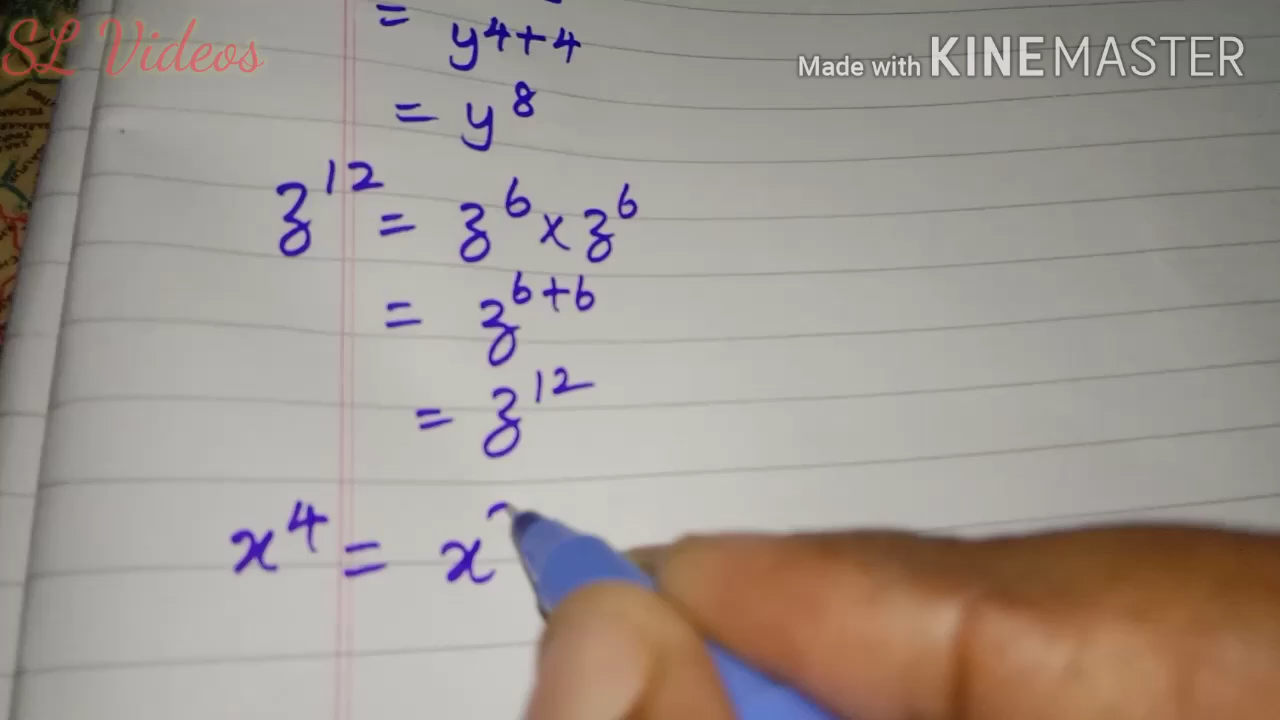 SL Videos
Made with KINEMASTER
= y⁴⁺⁴
= y⁸
z¹² = z⁶ × z⁶
= z⁶⁺⁶
= z¹²
x⁴ = x